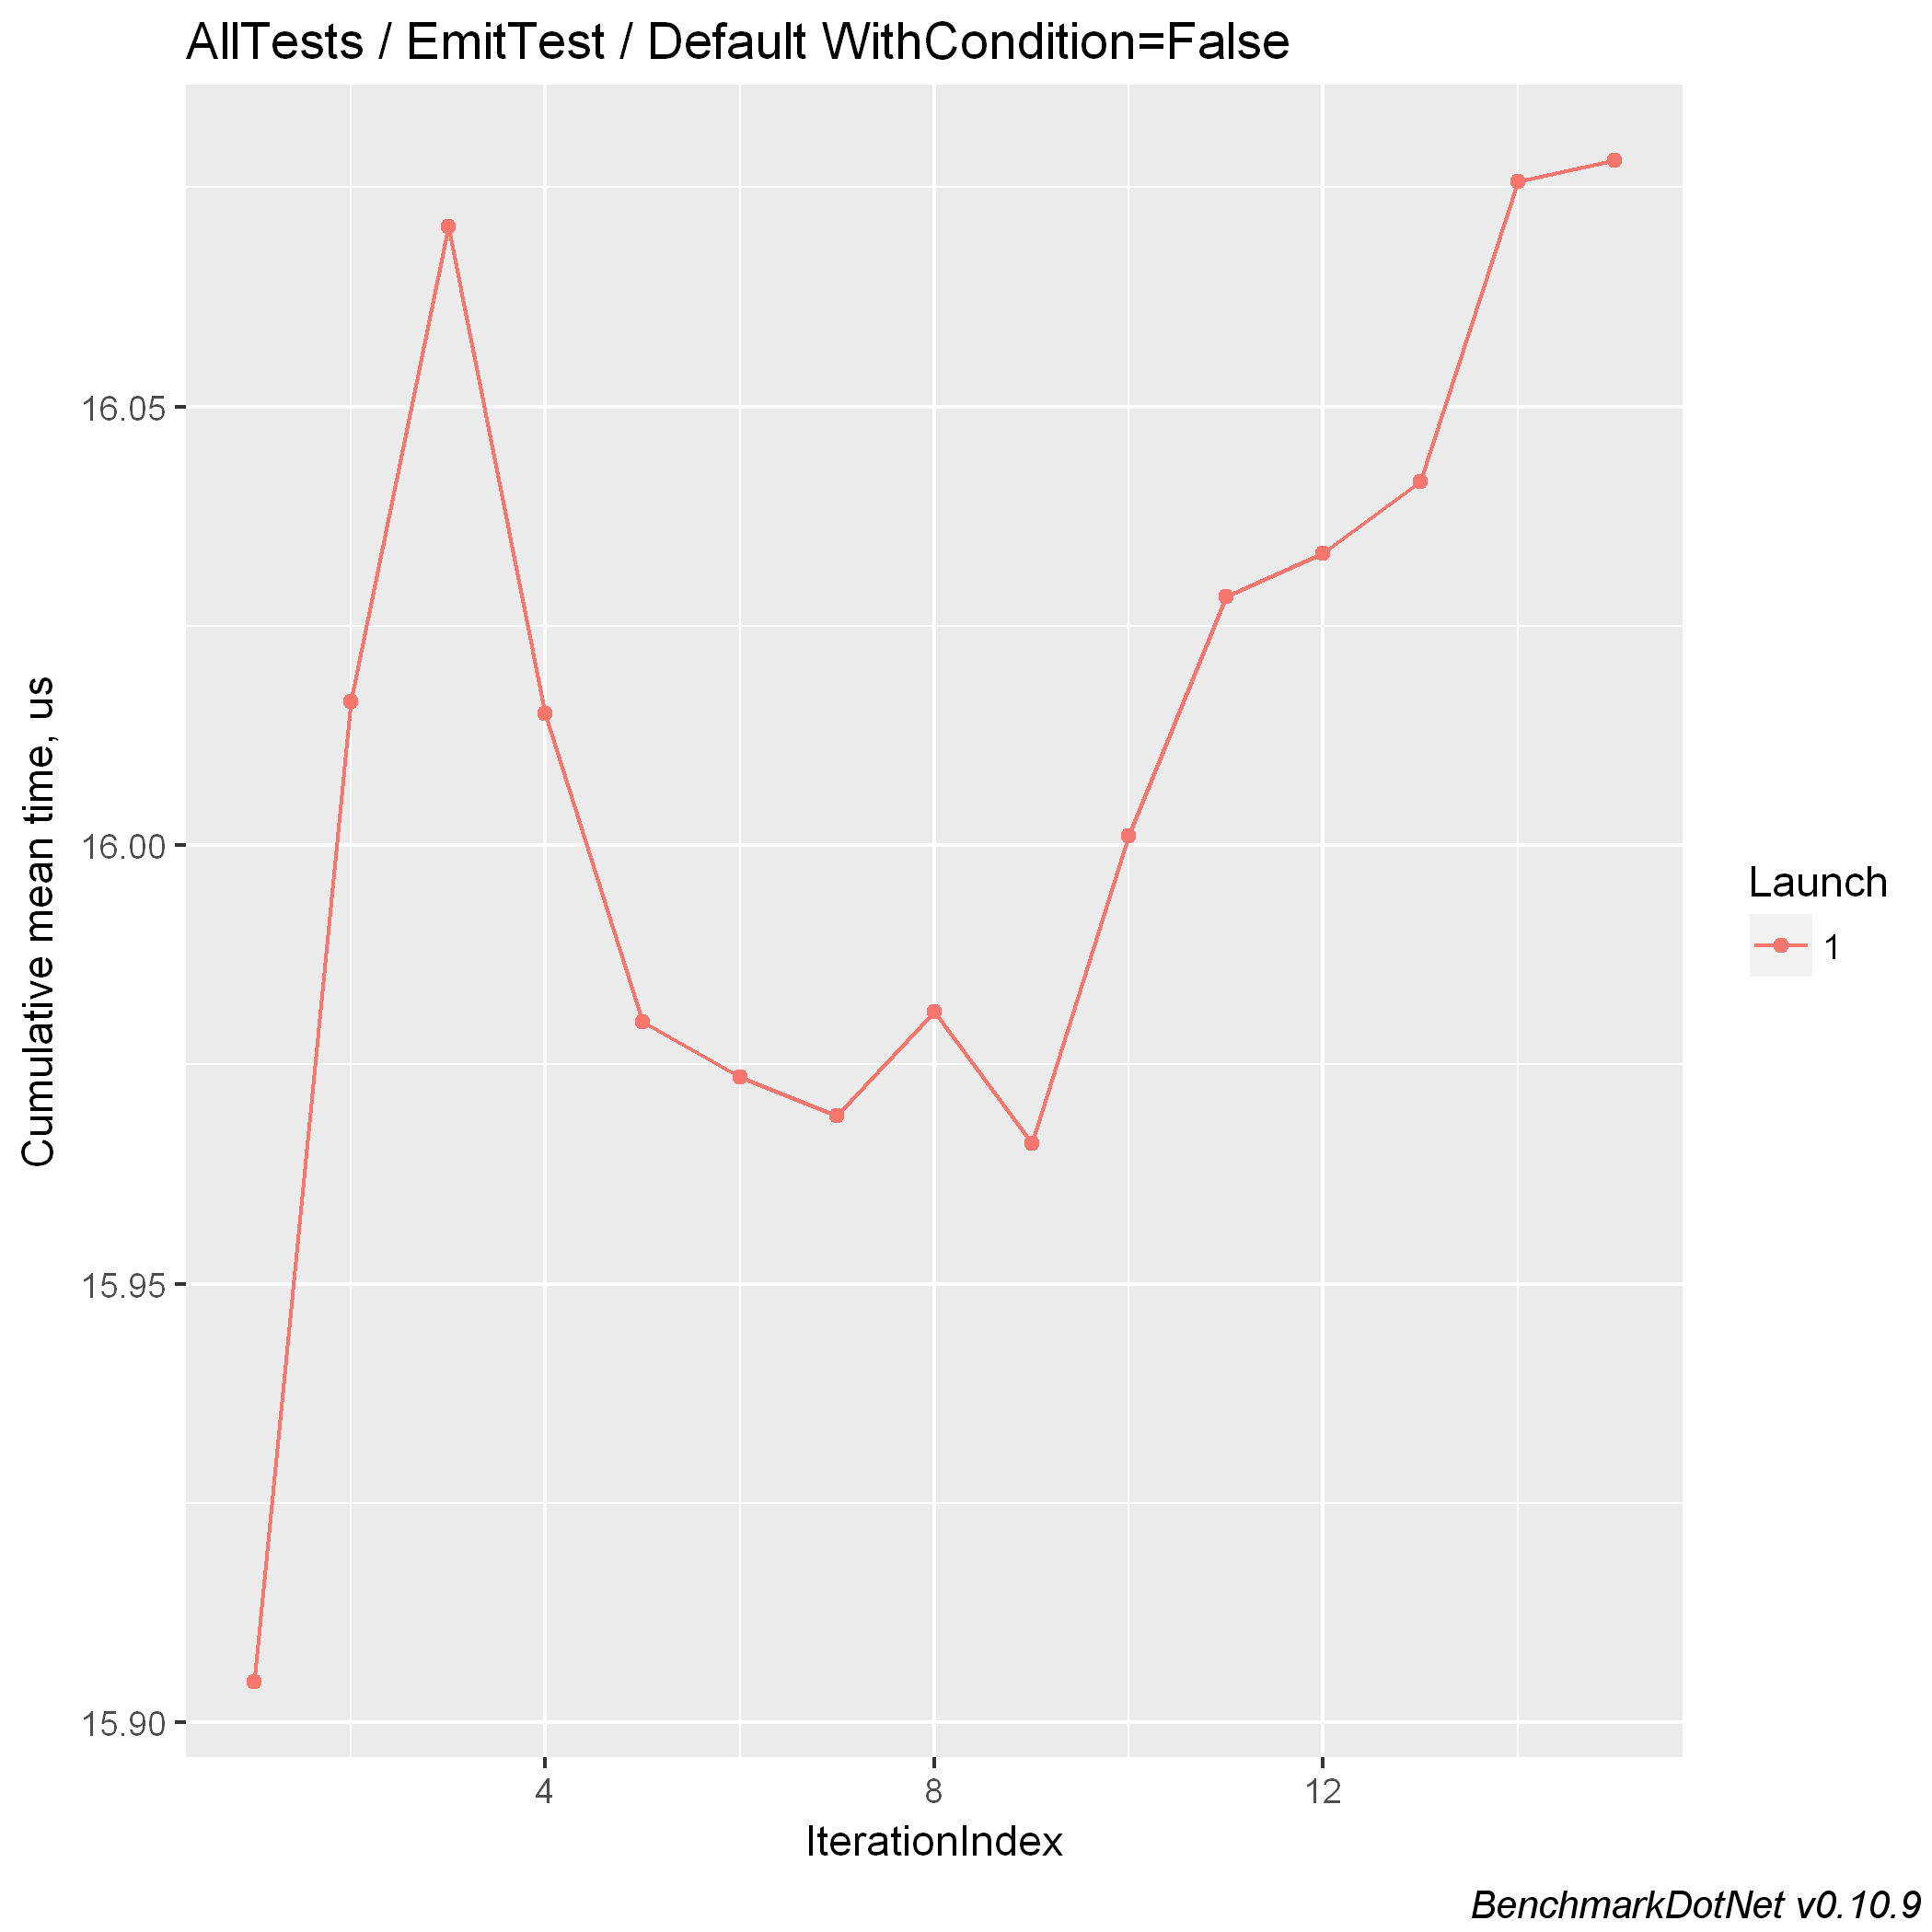 AllTests / EmitTest / Default WithCondition=False
Cumulative mean time, us
16.05
16.00
15.95
15.90
4
8
12
IterationIndex
Launch
1
BenchmarkDotNet v0.10.9